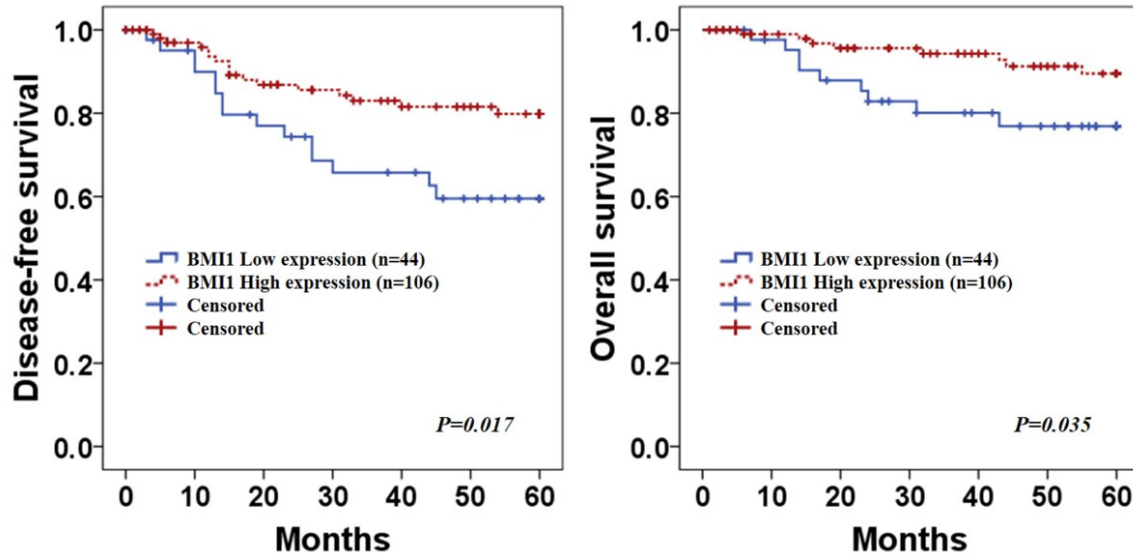 Disease-free survival
1.0
0.8
0.6
0.4
0.2
0.0
BMI1 Low expression (n=44)
BMI1 High expression (n=106)
Censored
Censored
P=0.017
0 10 20 30 40 50 60
Months
Overall survival
1.0
0.8
0.6
0.4
0.2
0.0
BMI1 Low expression (n=44)
BMI1 High expression (n=106)
Censored
Censored
P=0.035
0 10 20 30 40 50 60
Months